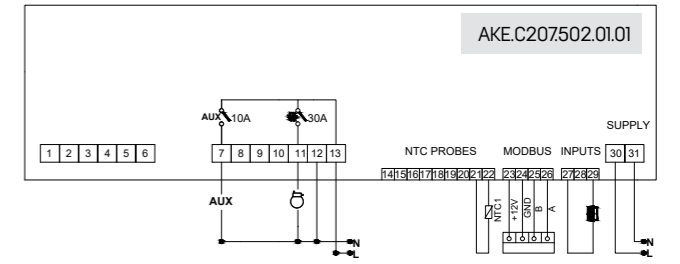 AKE.C207.502.01.01
AUX 10A 30A
SUPPLY
1 2 3 4 5 6 7 8 9 10 11 12 13 NTC PROBES MODBUS INPUTS 30 31
14 15 16 17 18 19 20 21 22 23 24 25 26 27 28 29
AUX
NTC1
+12V
GND
B
A
N
L
N
L